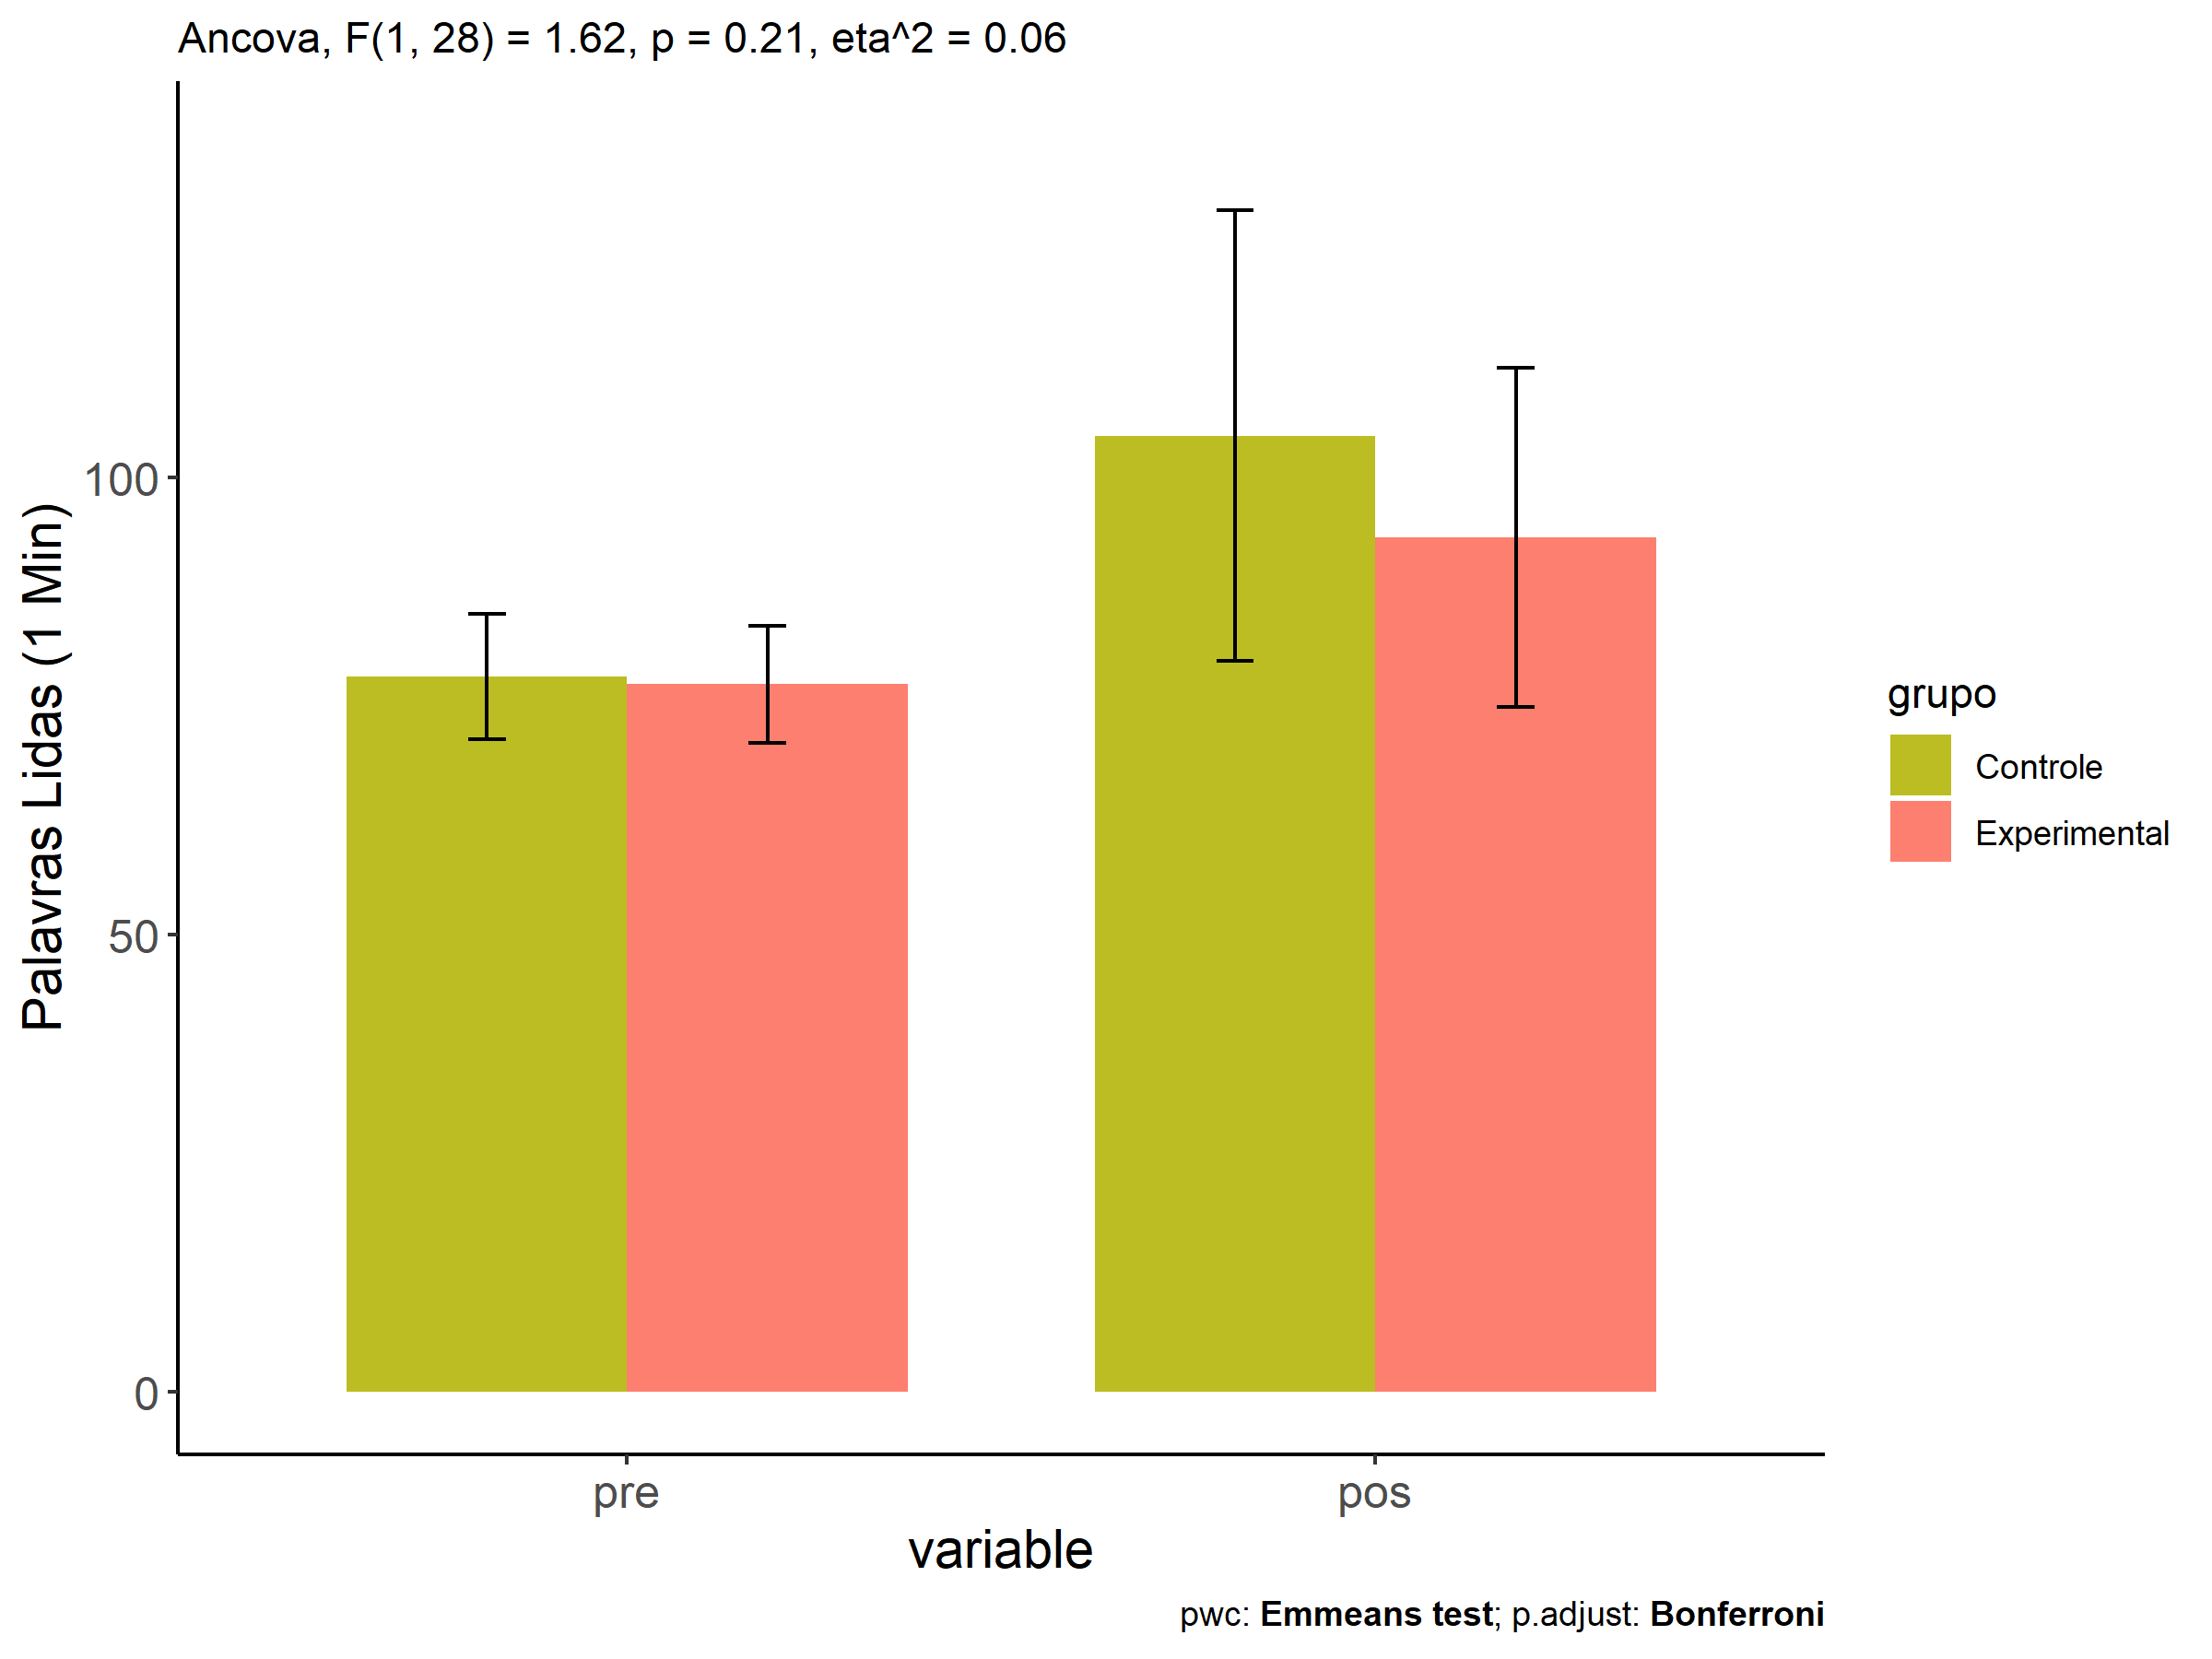 Ancova, F(1, 28) = 1.62, p = 0.21, eta^2 = 0.06
Palavras Lidas (1 Min)
100
50
0
pre
pos
variable
grupo
Controle
Experimental
pwc: Emmeans test; p.adjust: Bonferroni